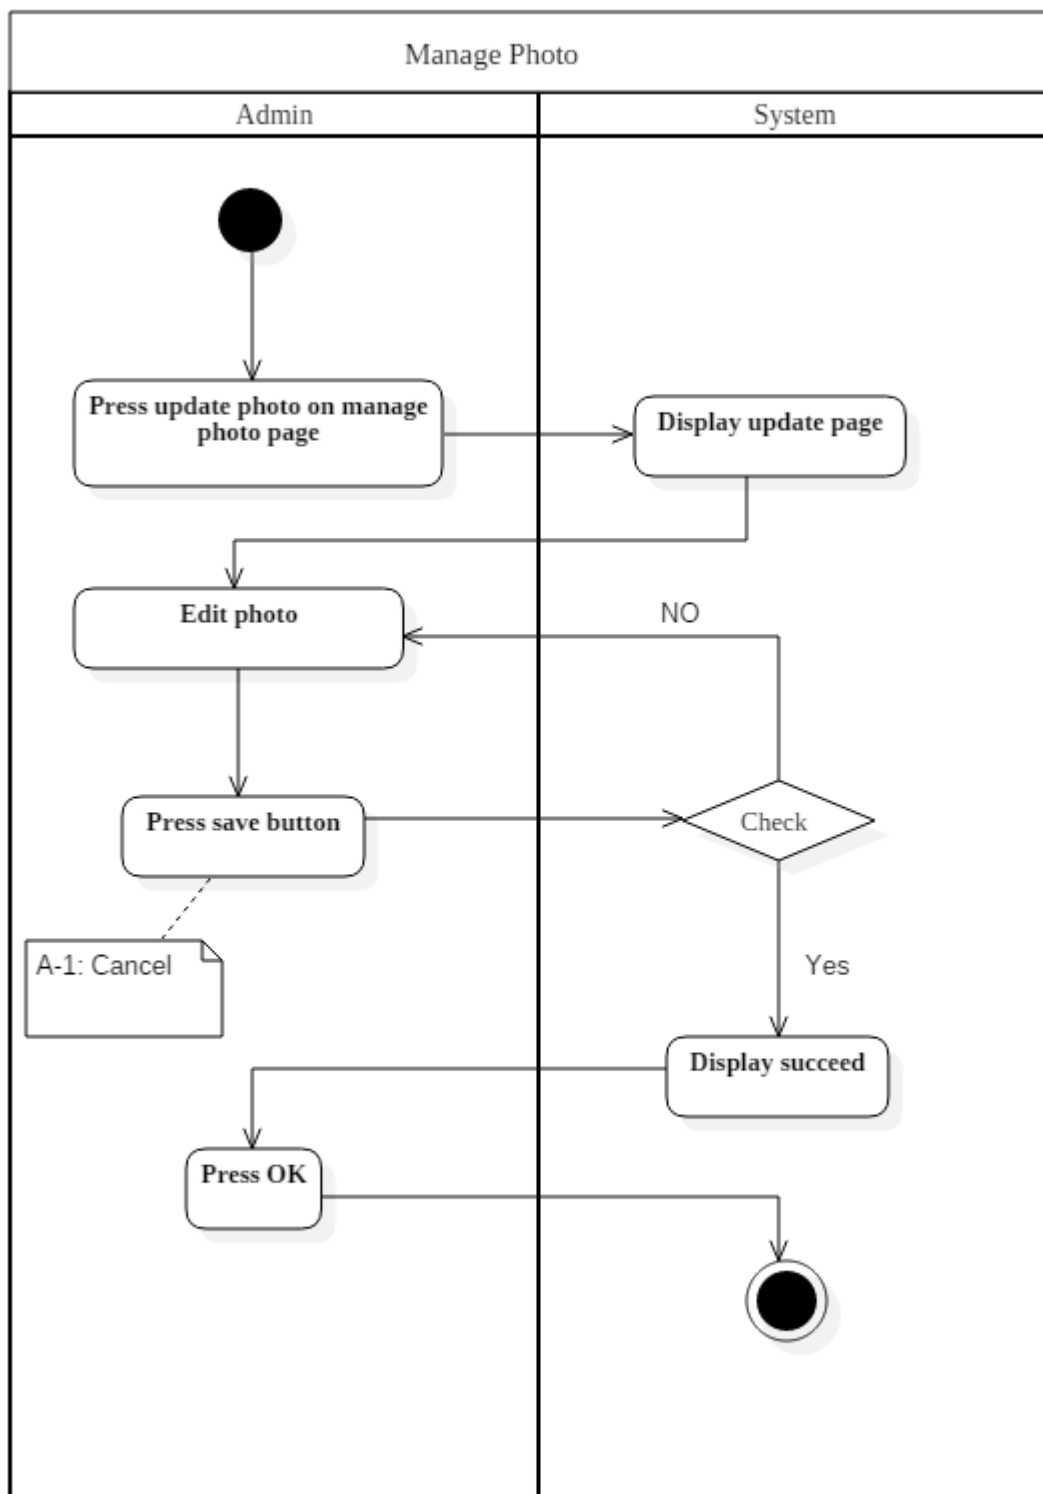 Manage Photo
Admin
System
Press update photo on manage
photo page
Display update page
Edit photo
NO
Press save button
Check
A-1: Cancel
Yes
Display succeed
Press OK